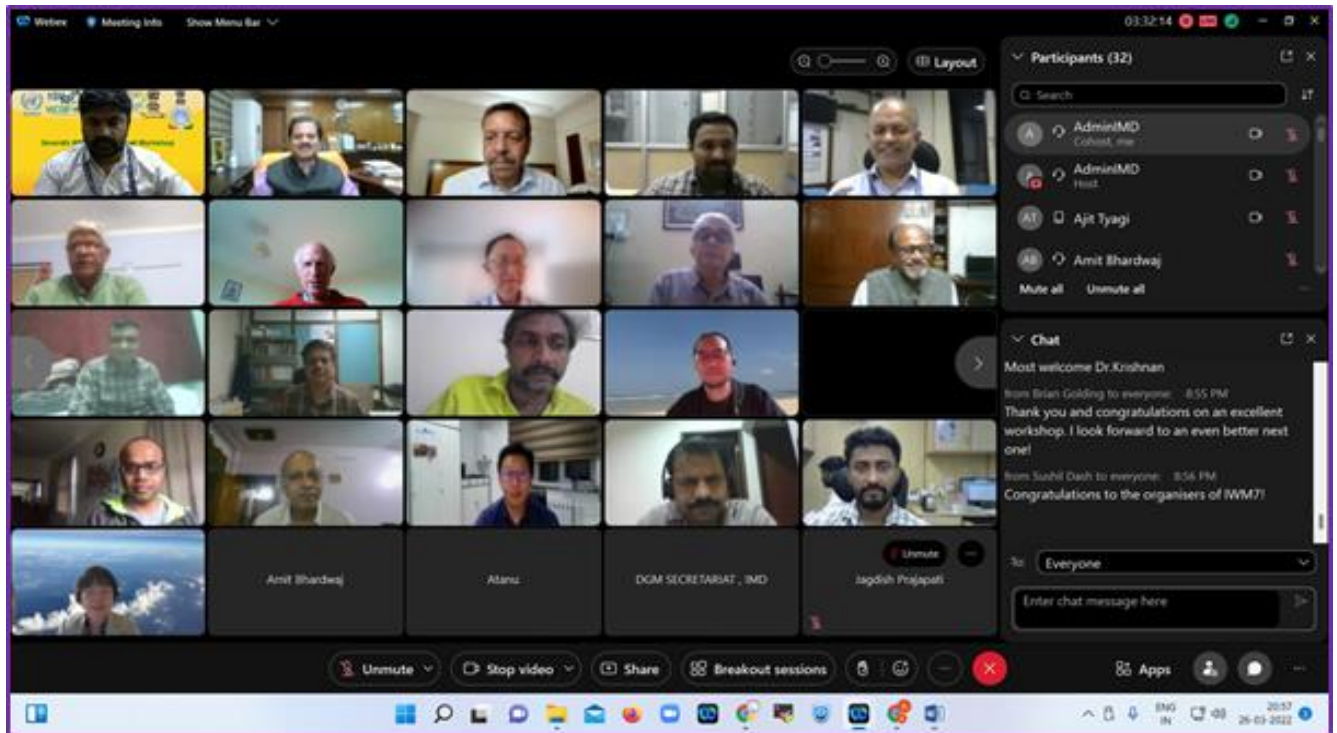 Webex
Meeting Info
Show Menu Bar
03:32:14
LIVE
Layout
Participants (32)
Search
A
AdminIMD
Cohost, me
AdminIMD
Host
AT
Ajit Tyagi
AB
Amit Bhardwaj
Mute all
Unmute all
Chat
Most welcome Dr.Krishnan
from Brian Golding to everyone: 8:55 PM
Thank you and congratulations on an excellent
workshop. I look forward to an even better next
one!
from Sushil Dash to everyone: 8:56 PM
Congratulations to the organisers of IWM7!
To:
Everyone
Enter chat message here
Amit Bhardwaj
Atanu
DGM SECRETARIAT , IMD
Unmute
Jagdish Prajapati
Unmute
Stop video
Share
Breakout sessions
Apps
ENG
IN
20:57
26-03-2022